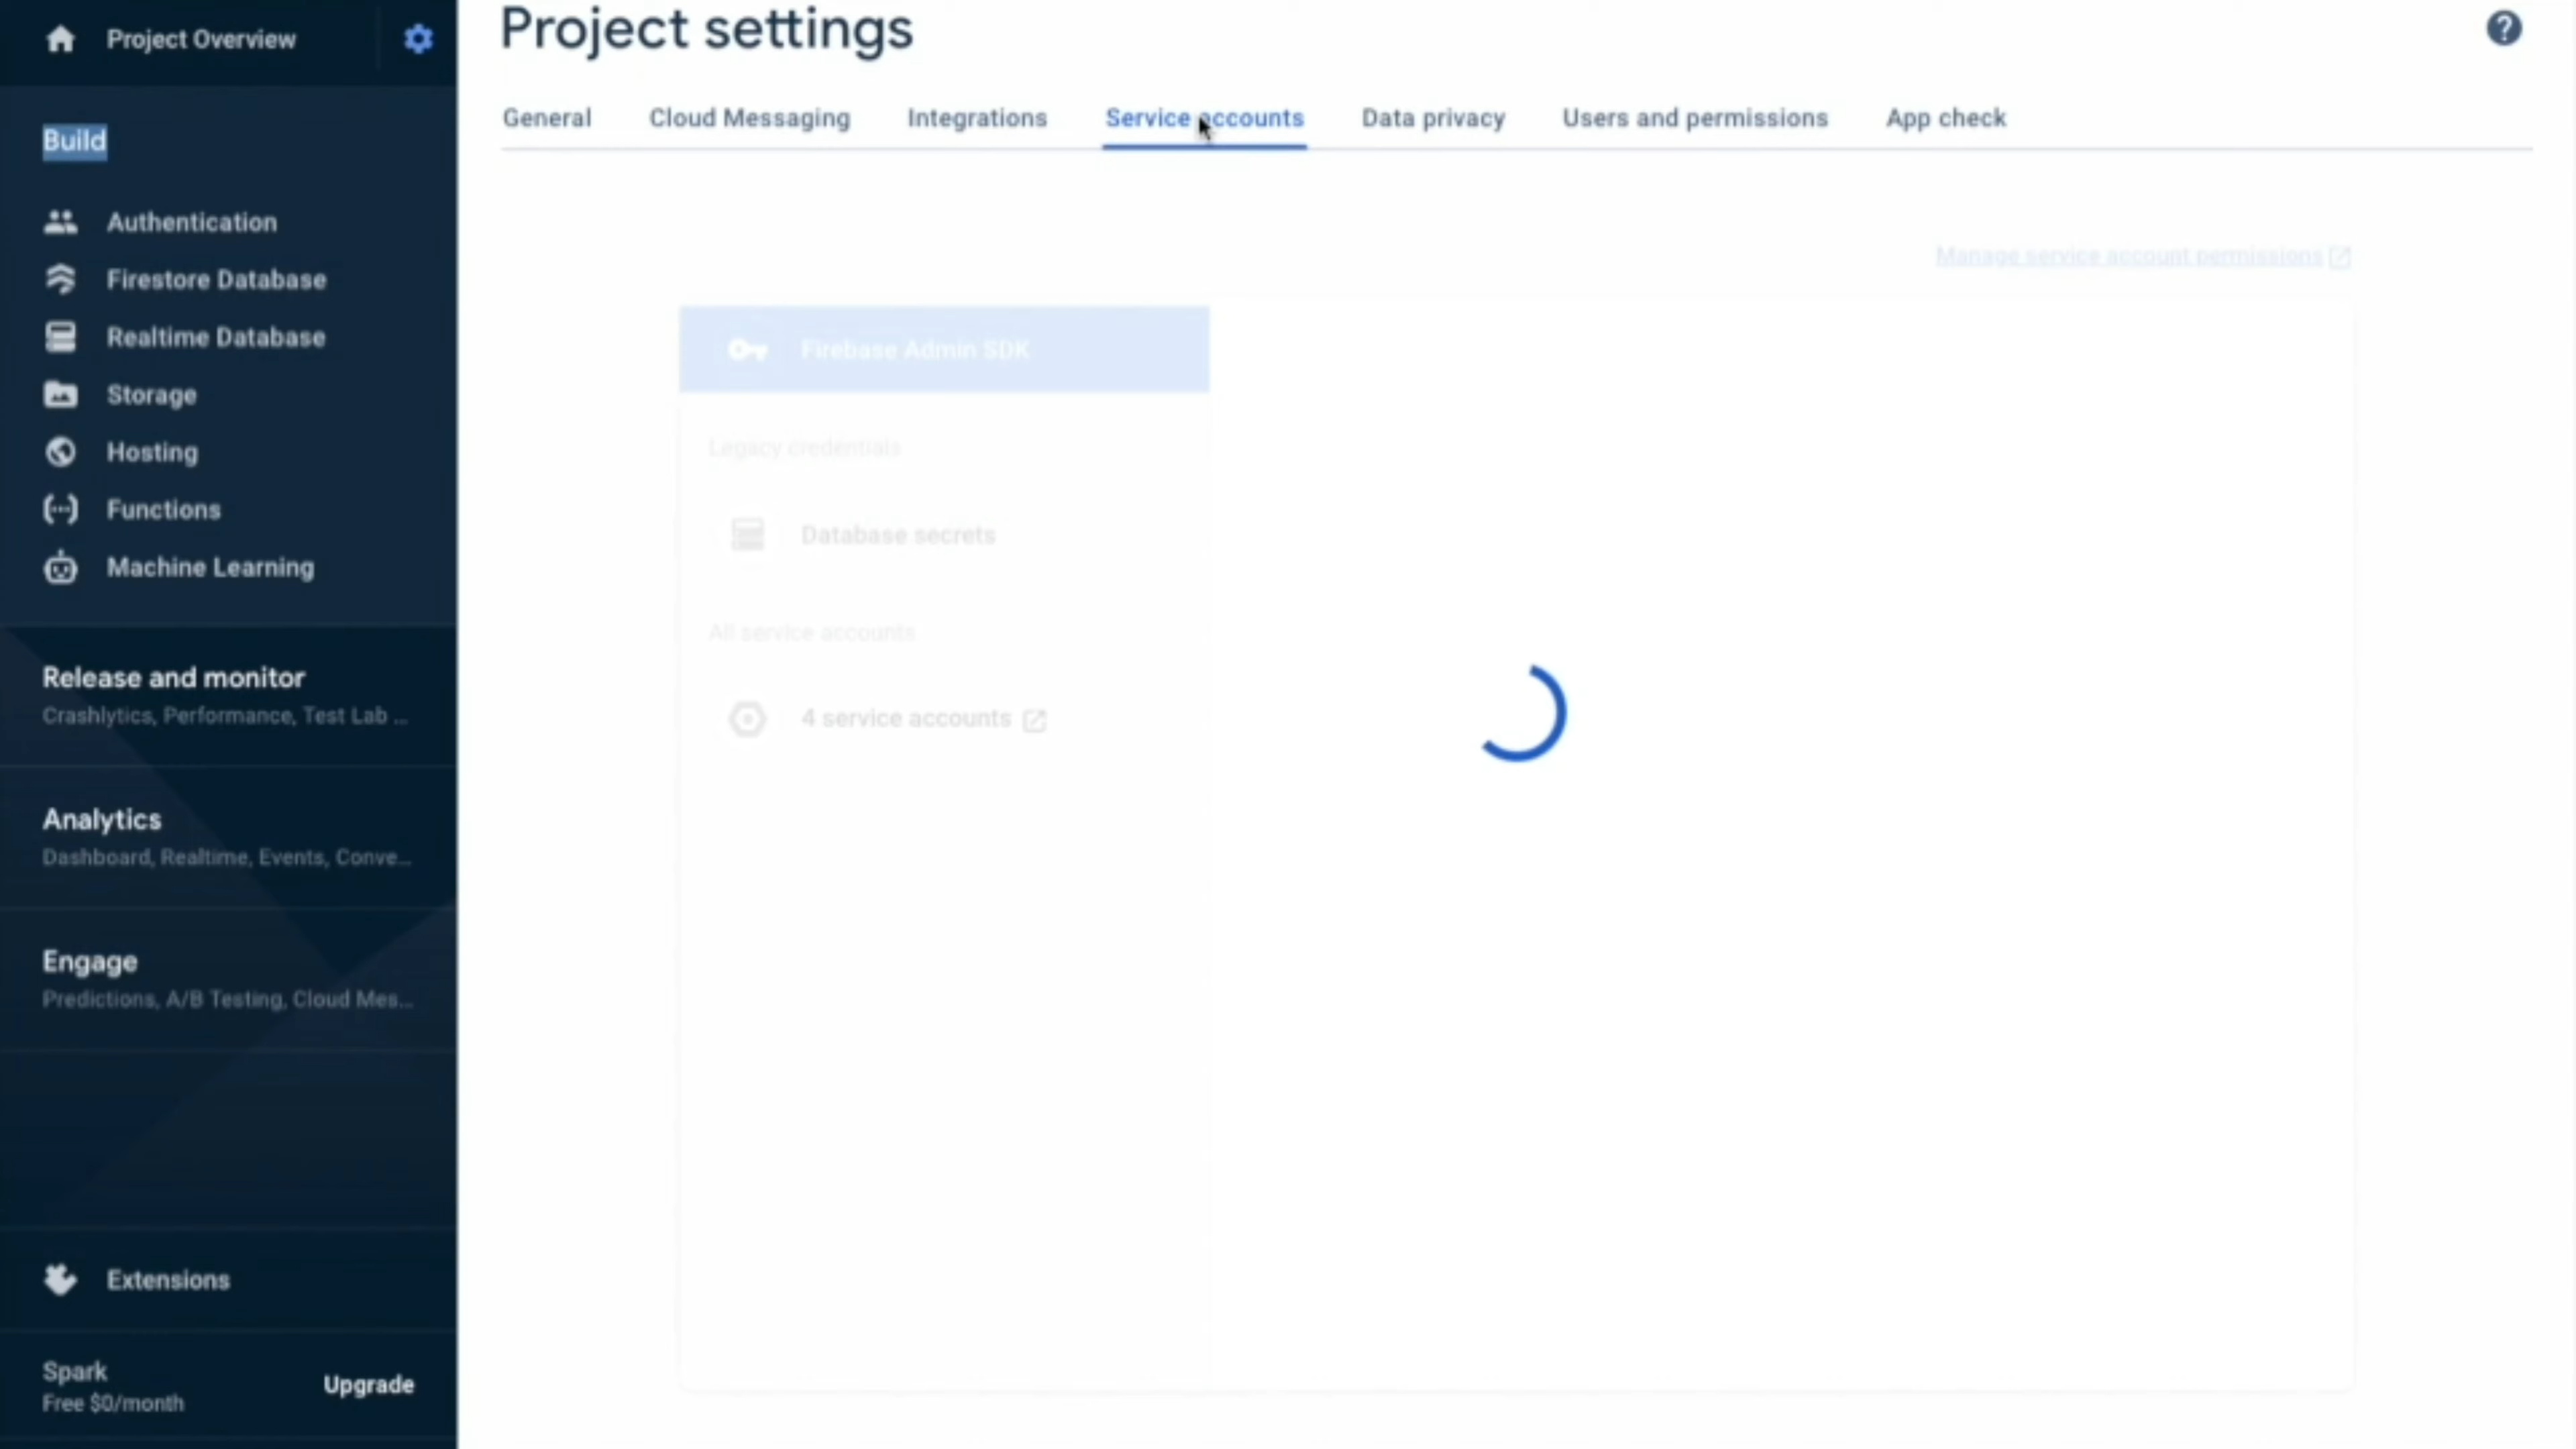 Project Overview
Project settings
General
Cloud Messaging
Integrations
Service accounts
Data privacy
Users and permissions
App check
Build
Authentication
Firestore Database
Realtime Database
Storage
Hosting
Functions
Machine Learning
Release and monitor
Crashlytics, Performance, Test Lab ...
Analytics
Dashboard, Realtime, Events, Conve...
Engage
Predictions, A/B Testing, Cloud Mes...
Extensions
Spark
Free $0/month
Upgrade
Manage service account permissions
Firebase Admin SDK
Legacy credentials
Database secrets
All service accounts
4 service accounts